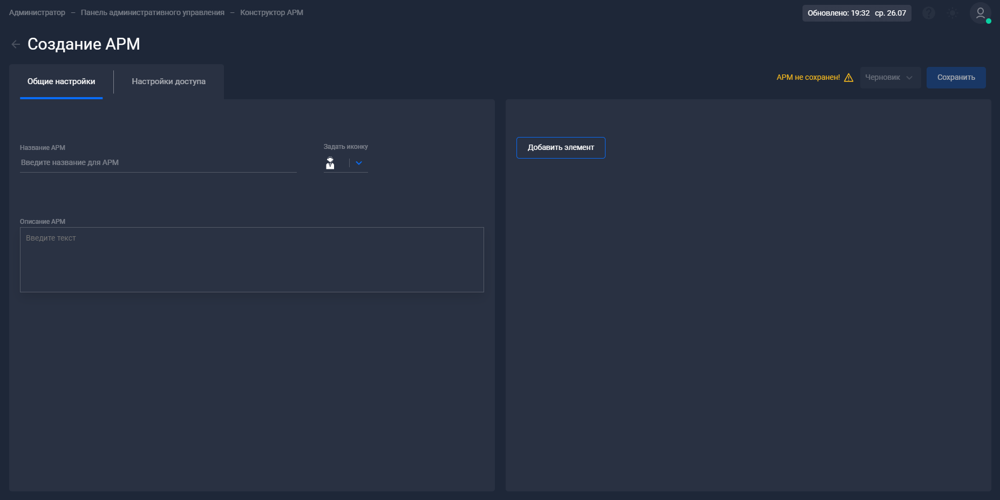 Администратор – Панель административного управления – Конструктор АРМ
Обновлено: 19:32 ср. 26.07
Создание АРМ
Общие настройки
Настройки доступа
АРМ не сохранен!
Черновик
Сохранить
Название АРМ
Введите название для АРМ
Задать иконку
Добавить элемент
Описание АРМ
Введите текст